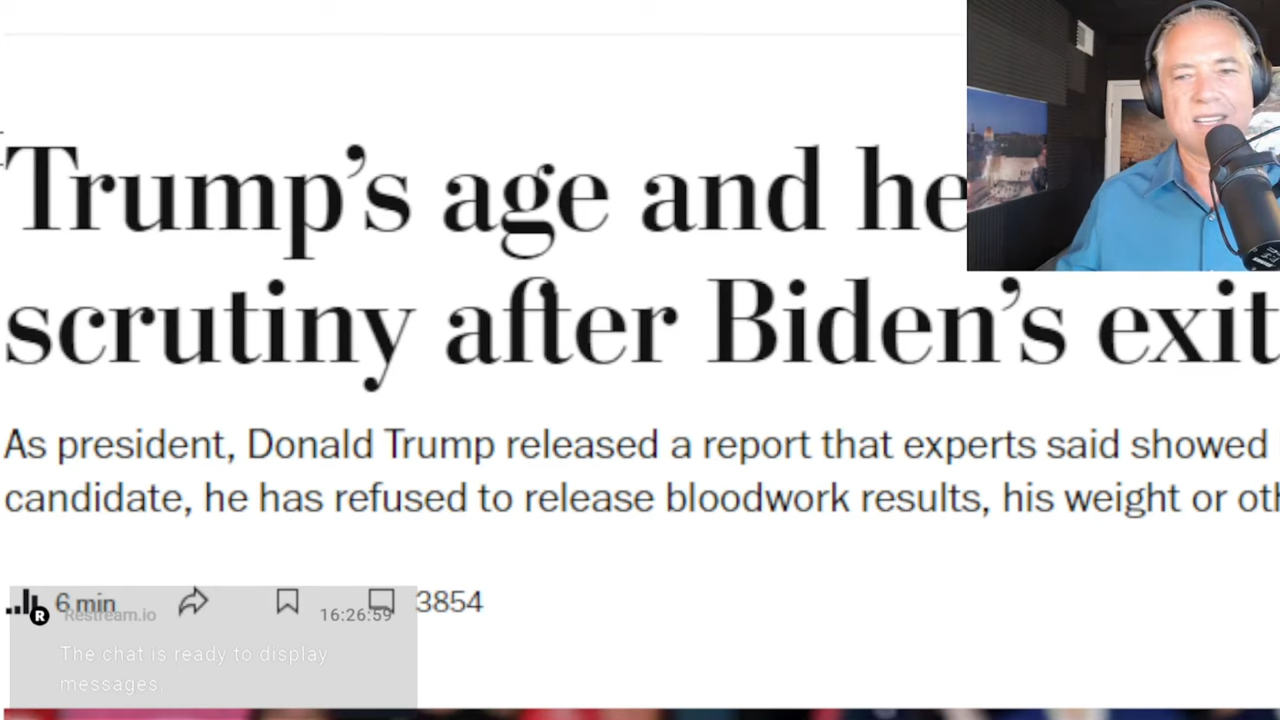 Trump’s age and he
scrutiny after Biden’s exit
As president, Donald Trump released a report that experts said showed
candidate, he has refused to release bloodwork results, his weight or oth
6 min
3854
R
Restream.io
16:26:59
The chat is ready to display
messages.